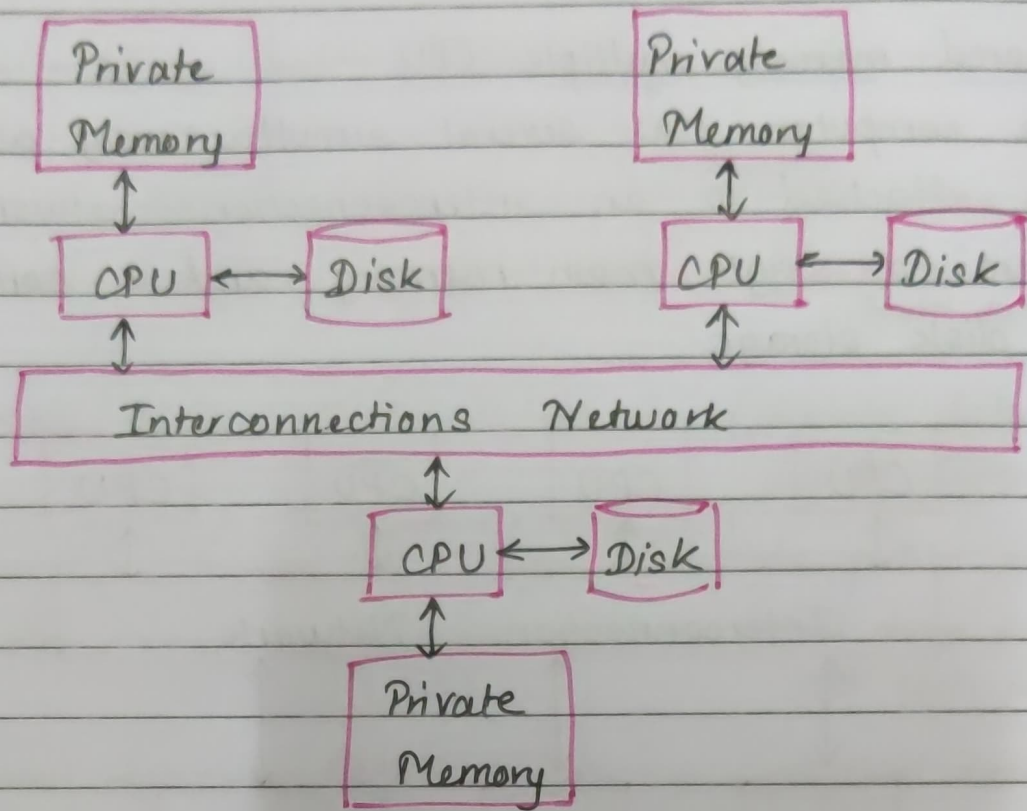 Private
Memory
Private
Memory
CPU
Disk
CPU
Disk
Interconnections Network
CPU
Disk
Private
Memory